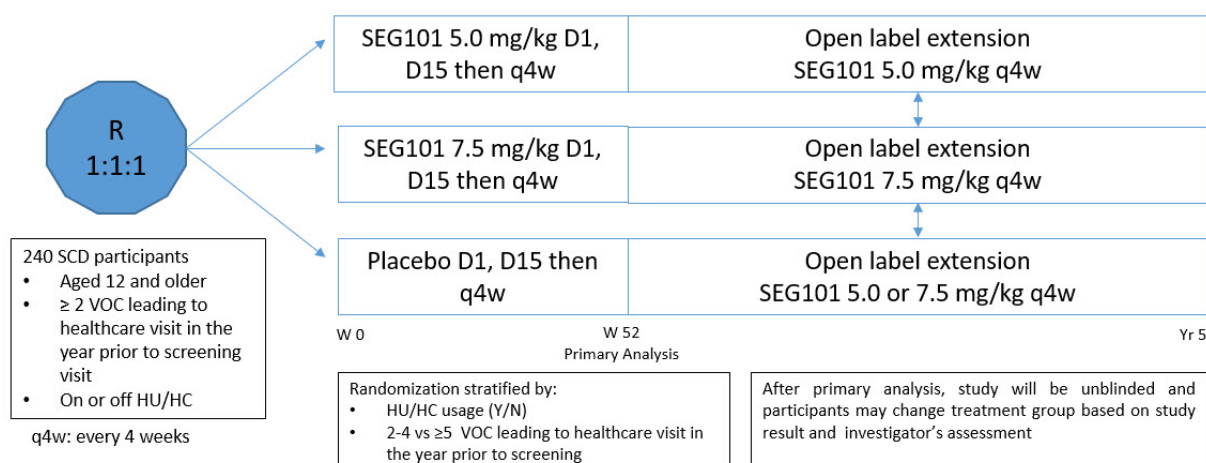 R
1:1:1
SEG101 5.0 mg/kg D1,
D15 then q4w
Open label extension
SEG101 5.0 mg/kg q4w
SEG101 7.5 mg/kg D1,
D15 then q4w
Open label extension
SEG101 7.5 mg/kg q4w
Placebo D1, D15 then
q4w
Open label extension
SEG101 5.0 or 7.5 mg/kg q4w
240 SCD participants
• Aged 12 and older
• ≥ 2 VOC leading to
healthcare visit in the
year prior to screening
visit
• On or off HU/HC
q4w: every 4 weeks
W 0
W 52
Primary Analysis
Yr 5
Randomization stratified by:
• HU/HC usage (Y/N)
• 2-4 vs ≥5 VOC leading to healthcare visit in
the year prior to screening
After primary analysis, study will be unblinded and
participants may change treatment group based on study
result and investigator's assessment